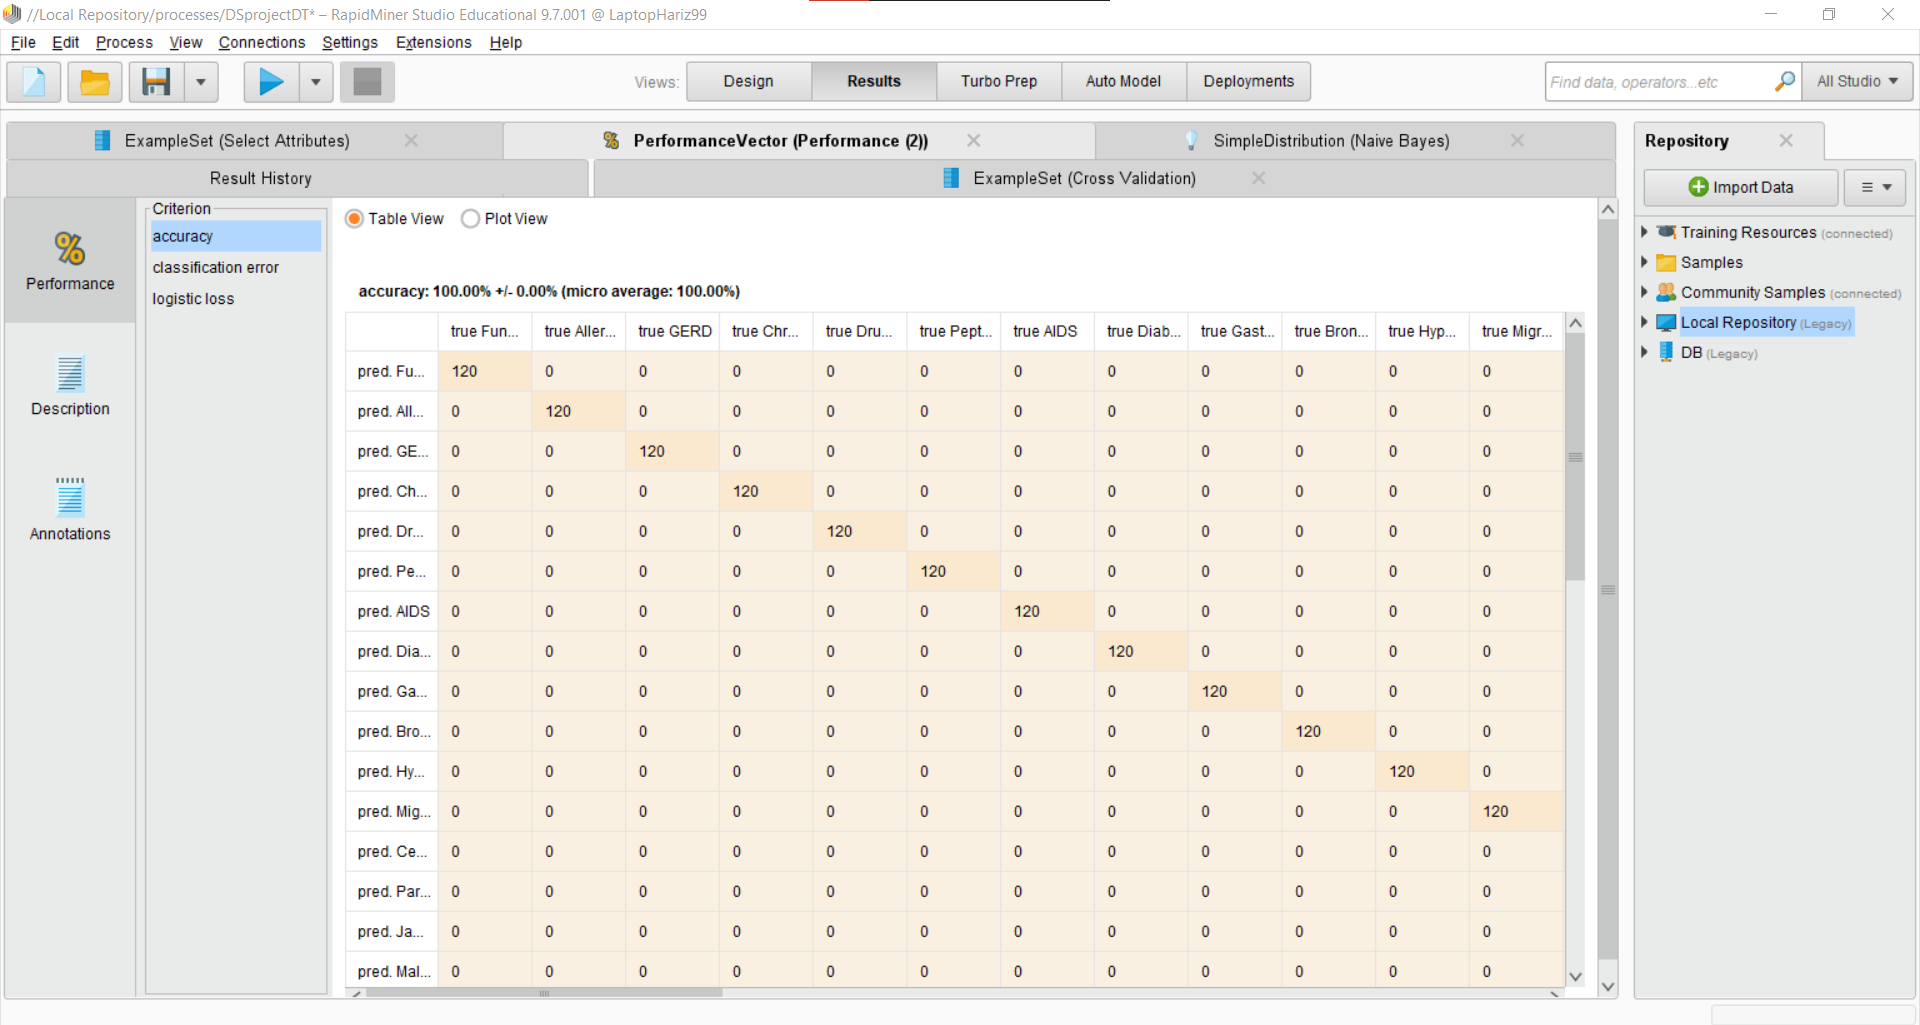 //Local Repository/processes/DSprojectDT* – RapidMiner Studio Educational 9.7.001 @ LaptopHariz99
File Edit Process View Connections Settings Extensions Help
Views: Design Results Turbo Prep Auto Model Deployments Find data, operators...etc All Studio
ExampleSet (Select Attributes) PerformanceVector (Performance (2)) SimpleDistribution (Naive Bayes)
Result History ExampleSet (Cross Validation)
Performance
Description
Annotations
Criterion
accuracy
classification error
logistic loss
Table View Plot View
accuracy: 100.00% +/- 0.00% (micro average: 100.00%)
true Fun... true Aller... true GERD true Chr... true Dru... true Pept... true AIDS true Diab... true Gast... true Bron... true Hyp... true Migr...
pred. Fu... 120 0 0 0 0 0 0 0 0 0 0 0
pred. All... 0 120 0 0 0 0 0 0 0 0 0 0
pred. GE... 0 0 120 0 0 0 0 0 0 0 0 0
pred. Ch... 0 0 0 120 0 0 0 0 0 0 0 0
pred. Dr... 0 0 0 0 120 0 0 0 0 0 0 0
pred. Pe... 0 0 0 0 0 120 0 0 0 0 0 0
pred. AIDS 0 0 0 0 0 0 120 0 0 0 0 0
pred. Dia... 0 0 0 0 0 0 0 120 0 0 0 0
pred. Ga... 0 0 0 0 0 0 0 0 120 0 0 0
pred. Bro... 0 0 0 0 0 0 0 0 0 120 0 0
pred. Hy... 0 0 0 0 0 0 0 0 0 0 120 0
pred. Mig... 0 0 0 0 0 0 0 0 0 0 0 120
pred. Ce... 0 0 0 0 0 0 0 0 0 0 0 0
pred. Par... 0 0 0 0 0 0 0 0 0 0 0 0
pred. Ja... 0 0 0 0 0 0 0 0 0 0 0 0
pred. Mal... 0 0 0 0 0 0 0 0 0 0 0 0
Repository
Import Data
Training Resources (connected)
Samples
Community Samples (connected)
Local Repository (Legacy)
DB (Legacy)